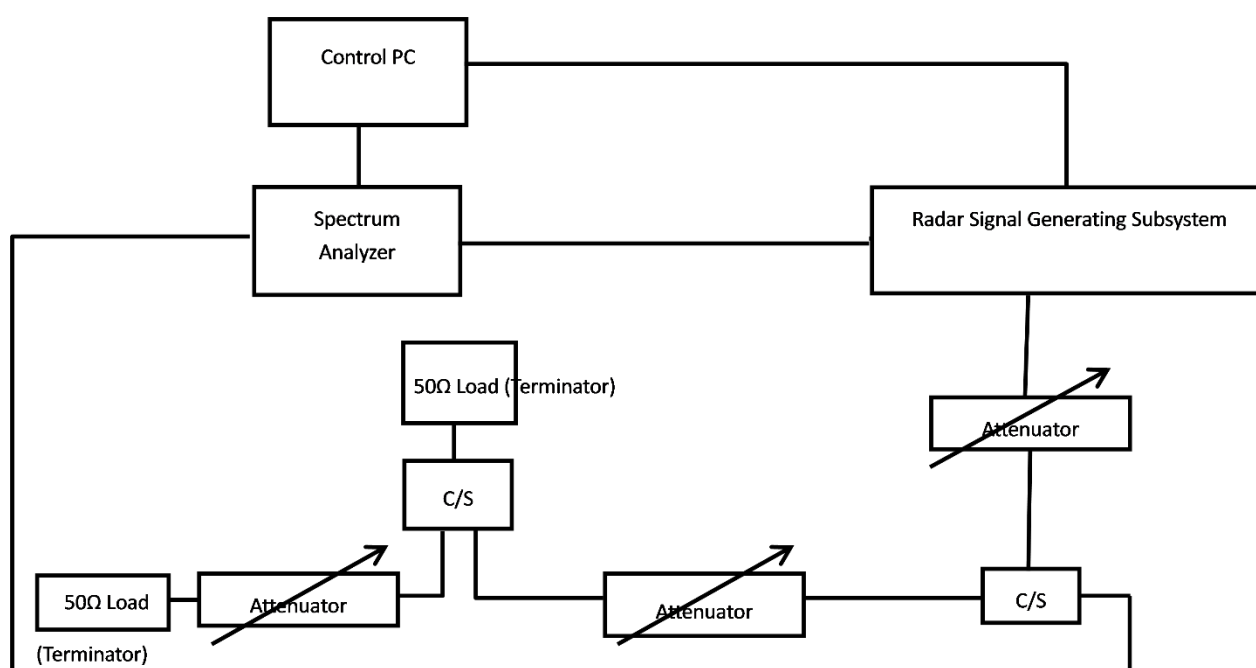 Control PC
Spectrum
Analyzer
Radar Signal Generating Subsystem
50Ω Load (Terminator)
Attenuator
C/S
50Ω Load
(Terminator)
Attenuator
Attenuator
C/S